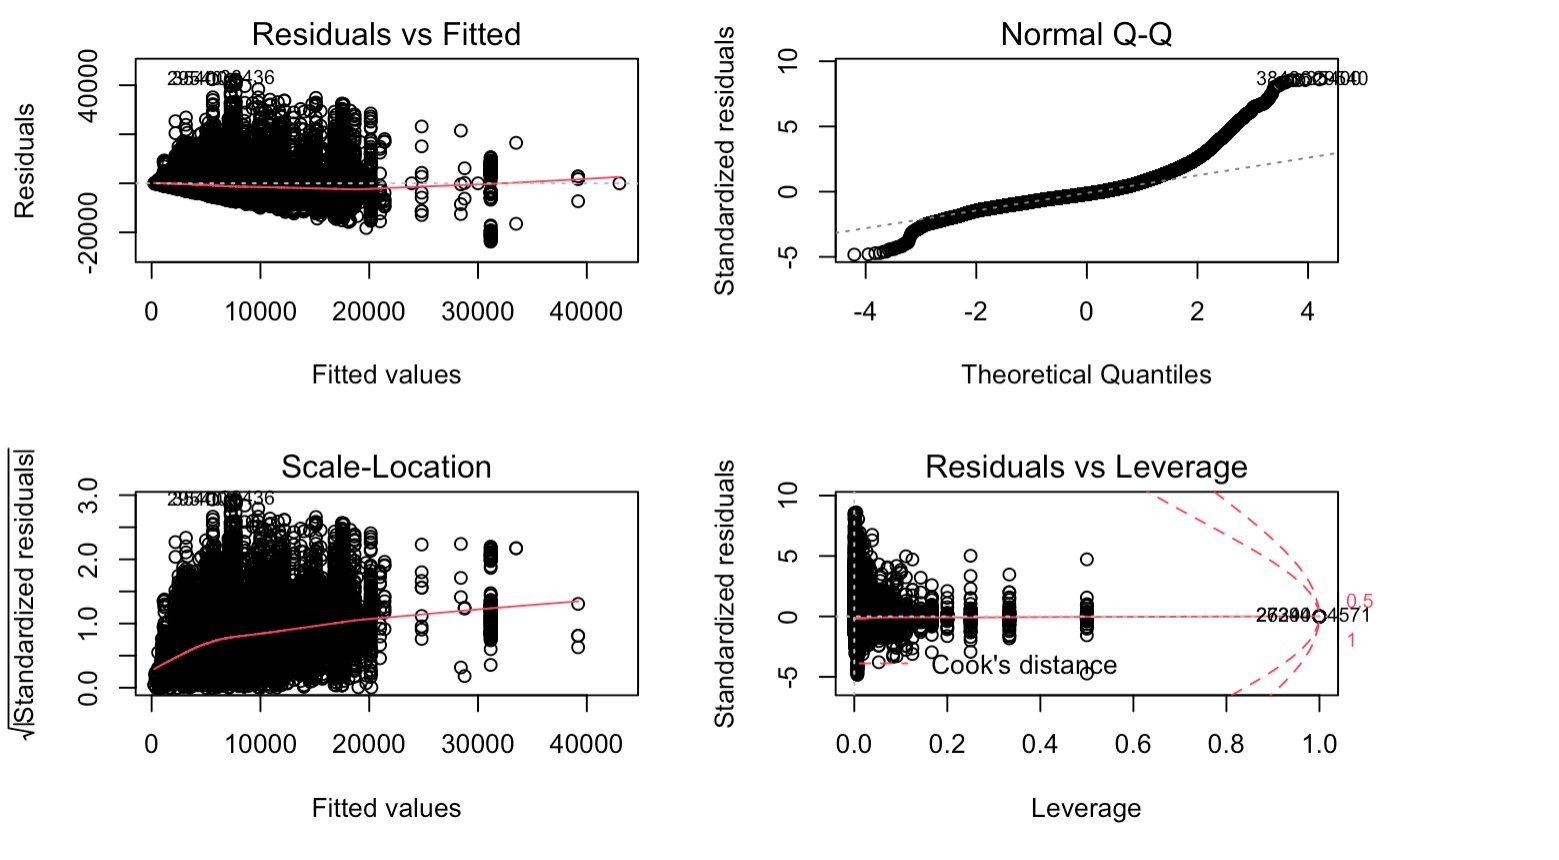 Residuals vs Fitted
Residuals
40000
-20000
0 10000 20000 30000 40000
Fitted values
Normal Q-Q
Standardized residuals
10
5
0
-5
-4 -2 0 2 4
Theoretical Quantiles
Scale-Location
√|Standardized residuals|
3.0
2.0
1.0
0.0
0 10000 20000 30000 40000
Fitted values
Residuals vs Leverage
Standardized residuals
10
5
0
-5
0.5
1
Cook's distance
0.0 0.2 0.4 0.6 0.8 1.0
Leverage